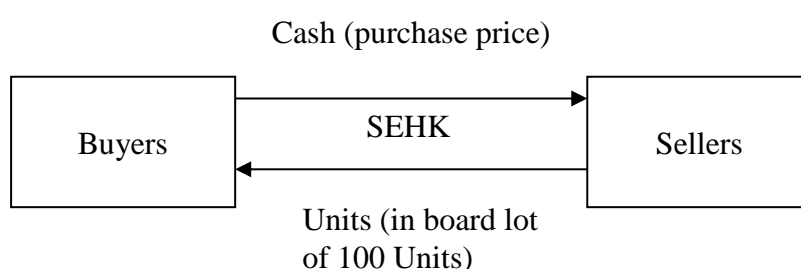 Cash (purchase price)
Buyers
SEHK
Sellers
Units (in board lot
of 100 Units)